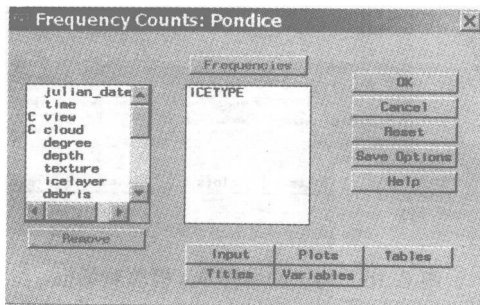 Frequency Counts: Pondice
Frequencies
julian_date
time
C view
C cloud
degree
depth
texture
icelayer
debris
Remove
ICETYPE
OK
Cancel
Reset
Save Options
Help
Input Plots Tables
Titles Variables